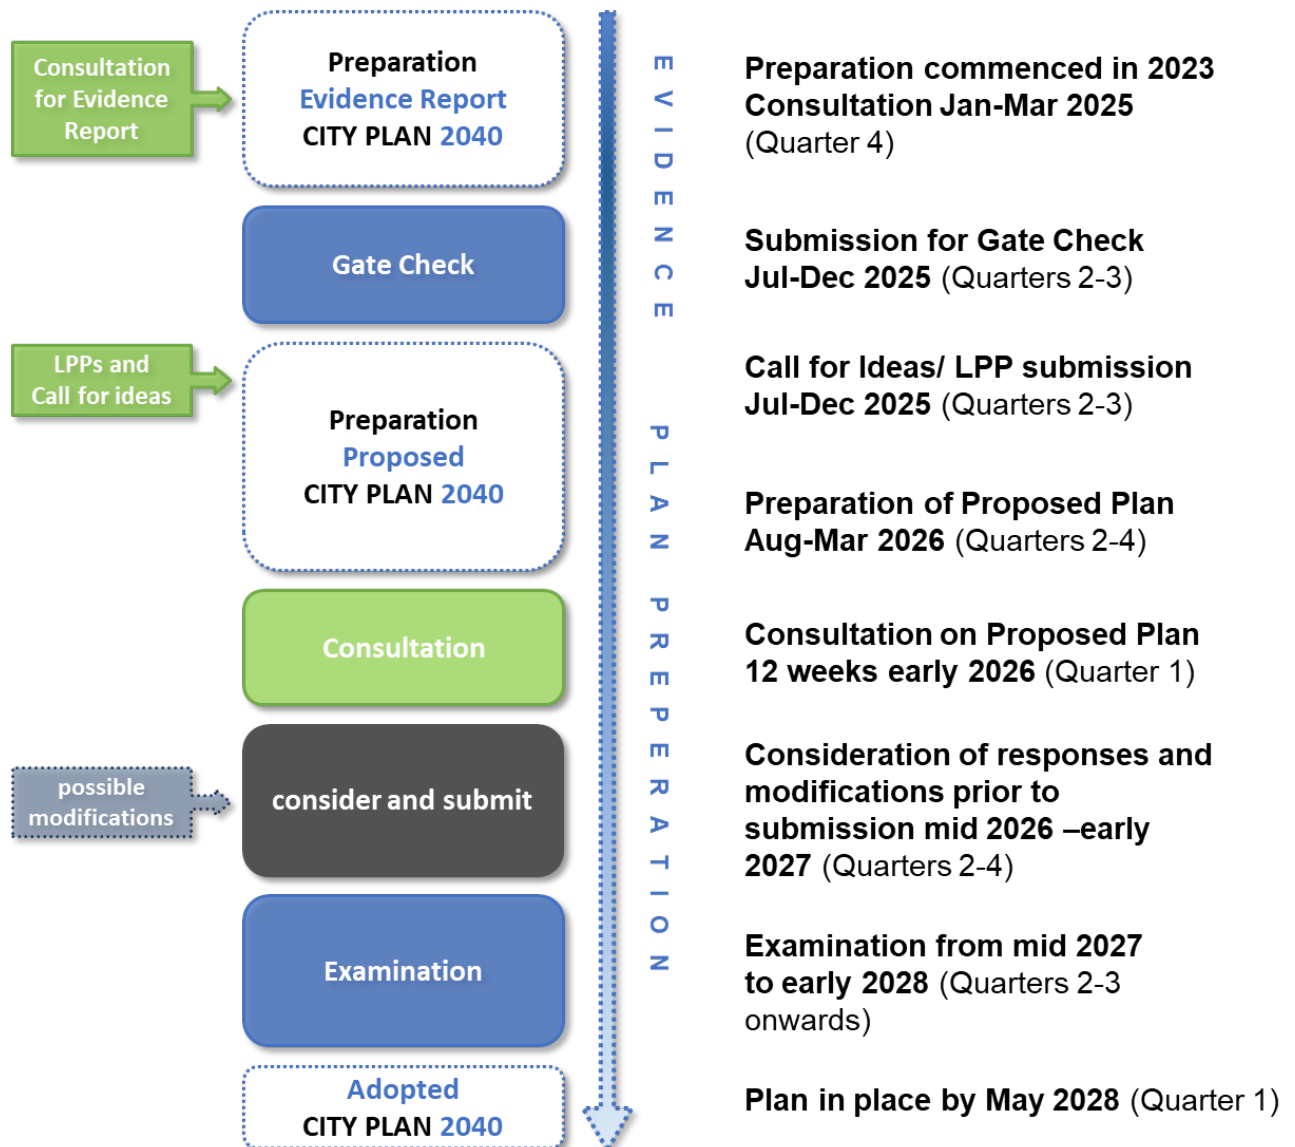 Consultation
for Evidence
Report
Preparation
Evidence Report
CITY PLAN 2040
Gate Check
LPPs and
Call for ideas
Preparation
Proposed
CITY PLAN 2040
Consultation
possible
modifications
consider and submit
Examination
Adopted
CITY PLAN 2040
EVIDENCE
PLAN PREPERATION
Preparation commenced in 2023
Consultation Jan-Mar 2025
(Quarter 4)
Submission for Gate Check
Jul-Dec 2025 (Quarters 2-3)
Call for Ideas/ LPP submission
Jul-Dec 2025 (Quarters 2-3)
Preparation of Proposed Plan
Aug-Mar 2026 (Quarters 2-4)
Consultation on Proposed Plan
12 weeks early 2026 (Quarter 1)
Consideration of responses and
modifications prior to
submission mid 2026 –early
2027 (Quarters 2-4)
Examination from mid 2027
to early 2028 (Quarters 2-3
onwards)
Plan in place by May 2028 (Quarter 1)